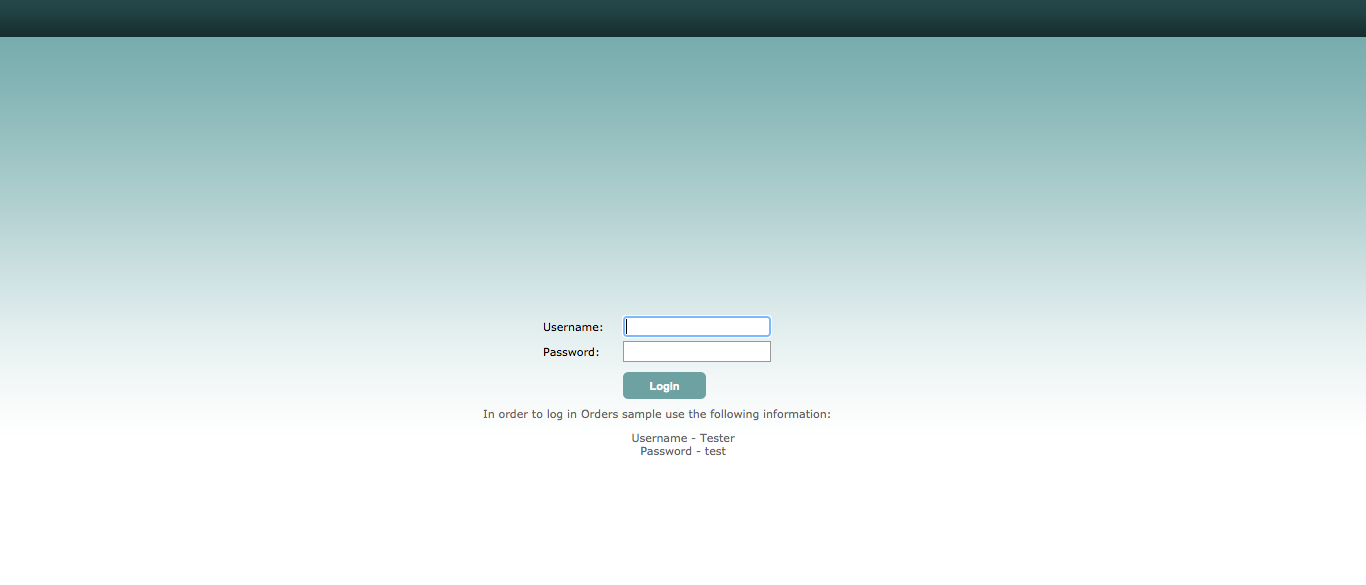 Username:
Password:
Login
In order to log in Orders sample use the following information:
Username - Tester
Password - test